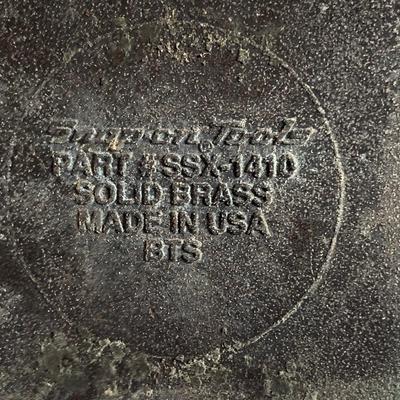 Snap-on Tools
®
PART # SSX-1410
SOLID BRASS
MADE IN USA
BTS